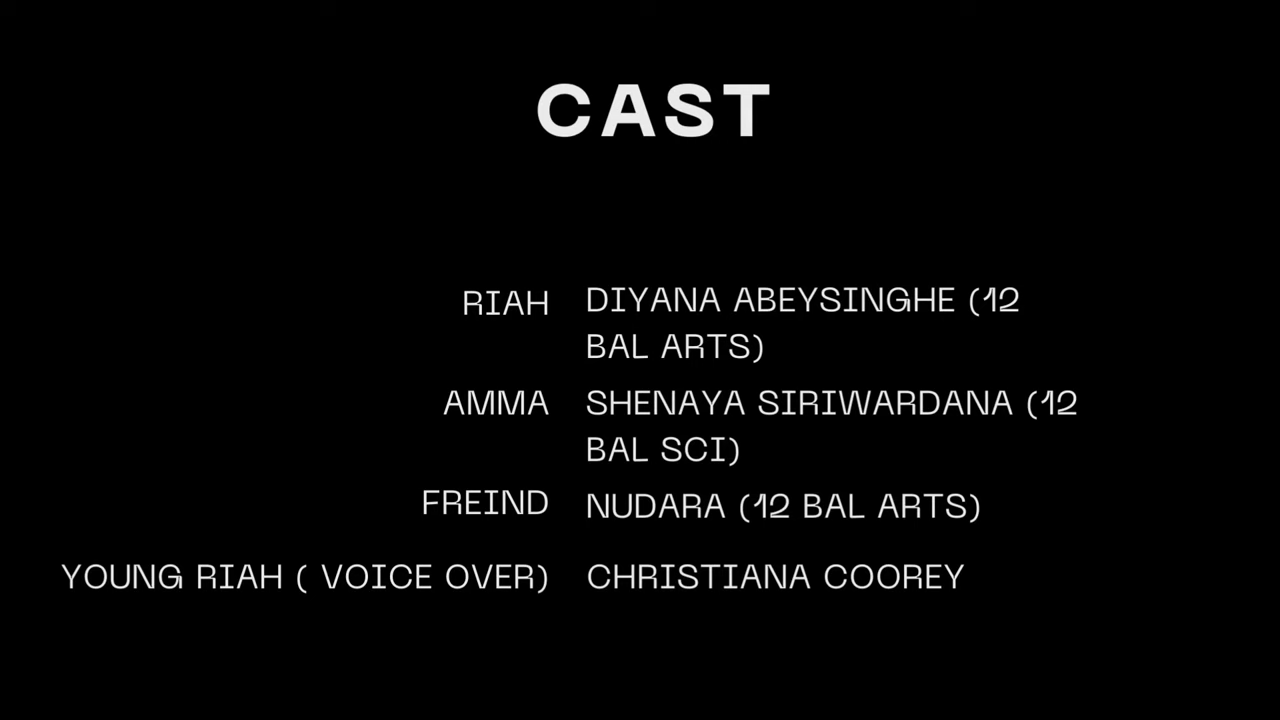 CAST
RIAH DIYANA ABEYSINGHE (12
BAL ARTS)
AMMA SHENAYA SIRIWARDANA (12
BAL SCI)
FREIND NUDARA (12 BAL ARTS)
YOUNG RIAH ( VOICE OVER) CHRISTIANA COOREY